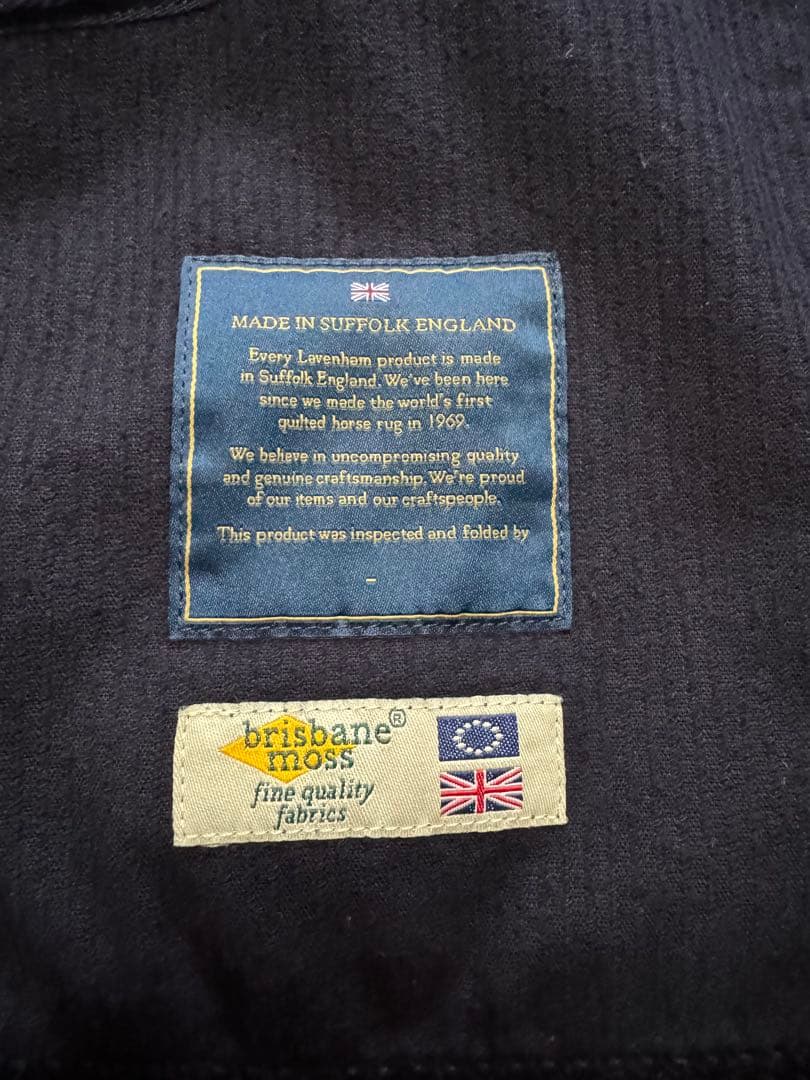 MADE IN SUFFOLK ENGLAND
Every Lavenham product is made
in Suffolk England. We've been here
since we made the world's first
quilted horse rug in 1969.
We believe in uncompromising quality
and genuine craftsmanship. We're proud
of our items and our craftspeople.
This product was inspected and folded by
-
brisbane®
moss
fine quality
fabrics